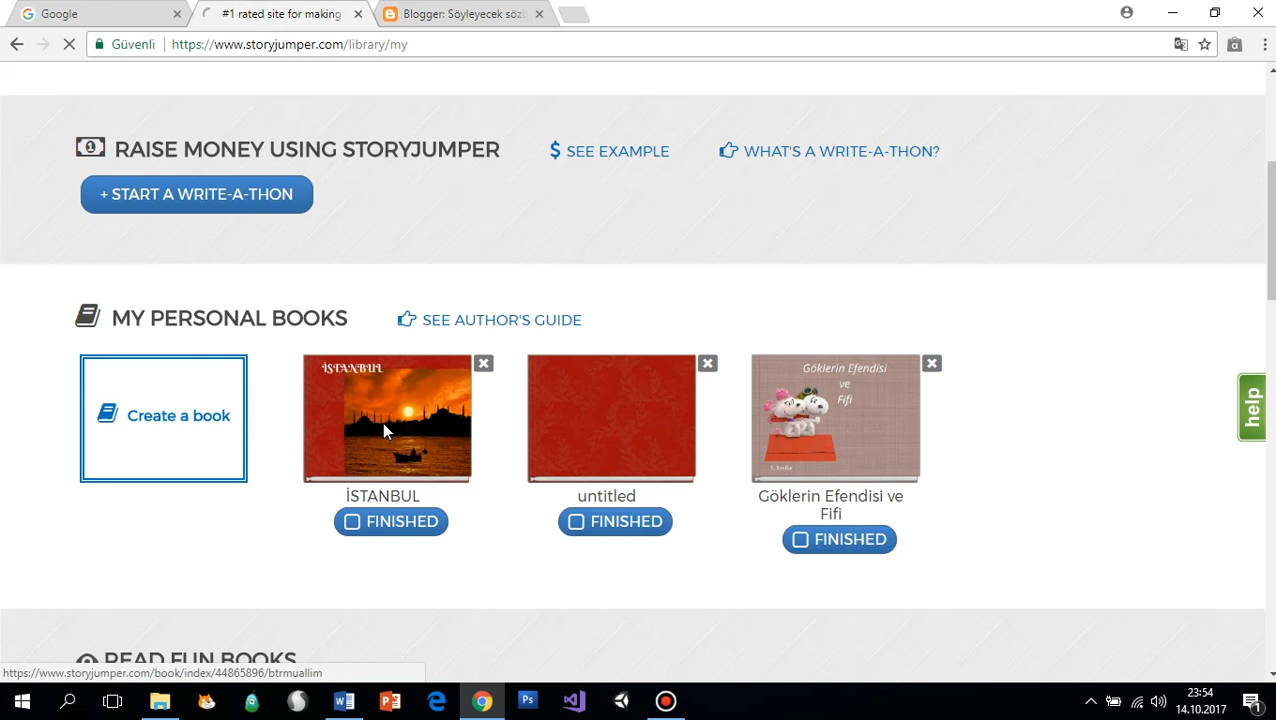 Google
#1 rated site for making
Blogger: Söyleyecek sözü
Güvenli
https://www.storyjumper.com/library/my
RAISE MONEY USING STORYJUMPER
$ SEE EXAMPLE
WHAT'S A WRITE-A-THON?
+ START A WRITE-A-THON
MY PERSONAL BOOKS
SEE AUTHOR'S GUIDE
Create a book
İSTANBUL
Göklerin Efendisi
ve
Fifi
İSTANBUL
FINISHED
untitled
FINISHED
Göklerin Efendisi ve
Fifi
FINISHED
help
READ FUN BOOKS
https://www.storyjumper.com/book/index/44865896/btrmuallim
23:54
14.10.2017